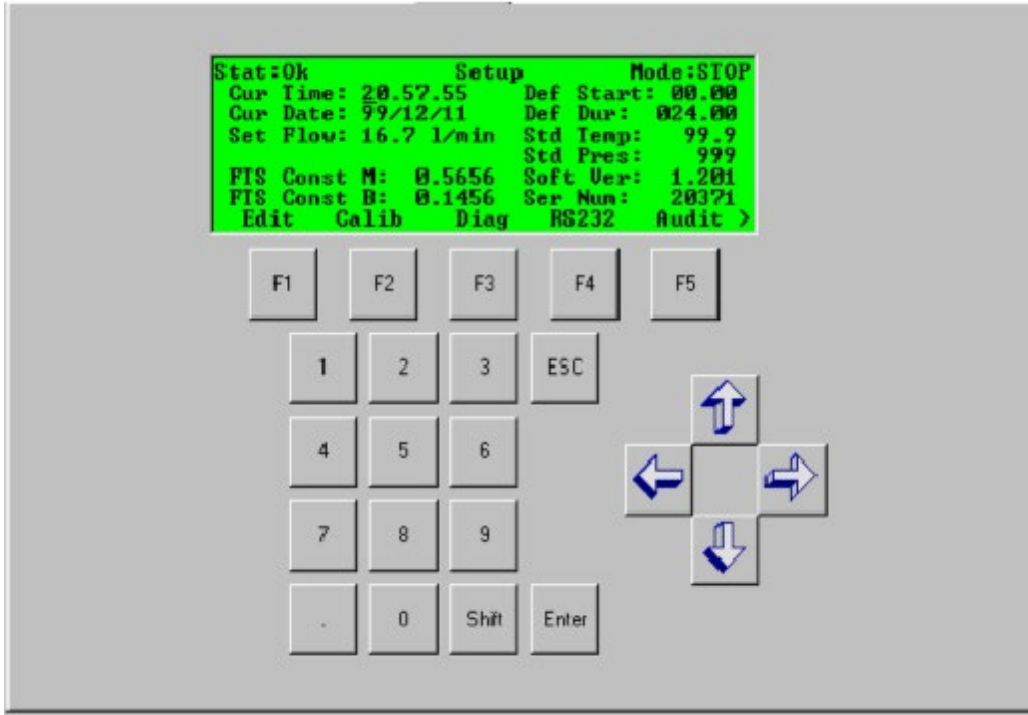 Stat:Ok Setup Mode:STOP
Cur Time: 20.57.55 Def Start: 00.00
Cur Date: 99/12/11 Def Dur: 024.00
Set Flow: 16.7 l/min Std Temp: 99.9
Std Pres: 999
FTS Const M: 0.5656 Soft Ver: 1.201
FTS Const B: 0.1456 Ser Num: 20371
Edit Calib Diag RS232 Audit >
F1 F2 F3 F4 F5
1 2 3 ESC
4 5 6
7 8 9
. 0 Shift Enter